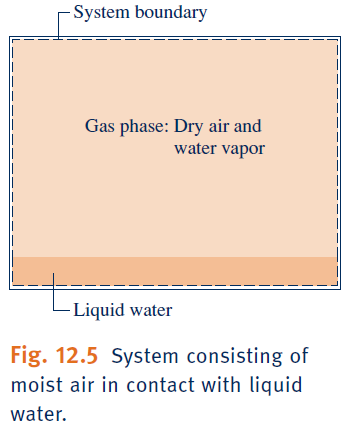 System boundary
Gas phase: Dry air and
water vapor
Liquid water
Fig. 12.5 System consisting of
moist air in contact with liquid
water.